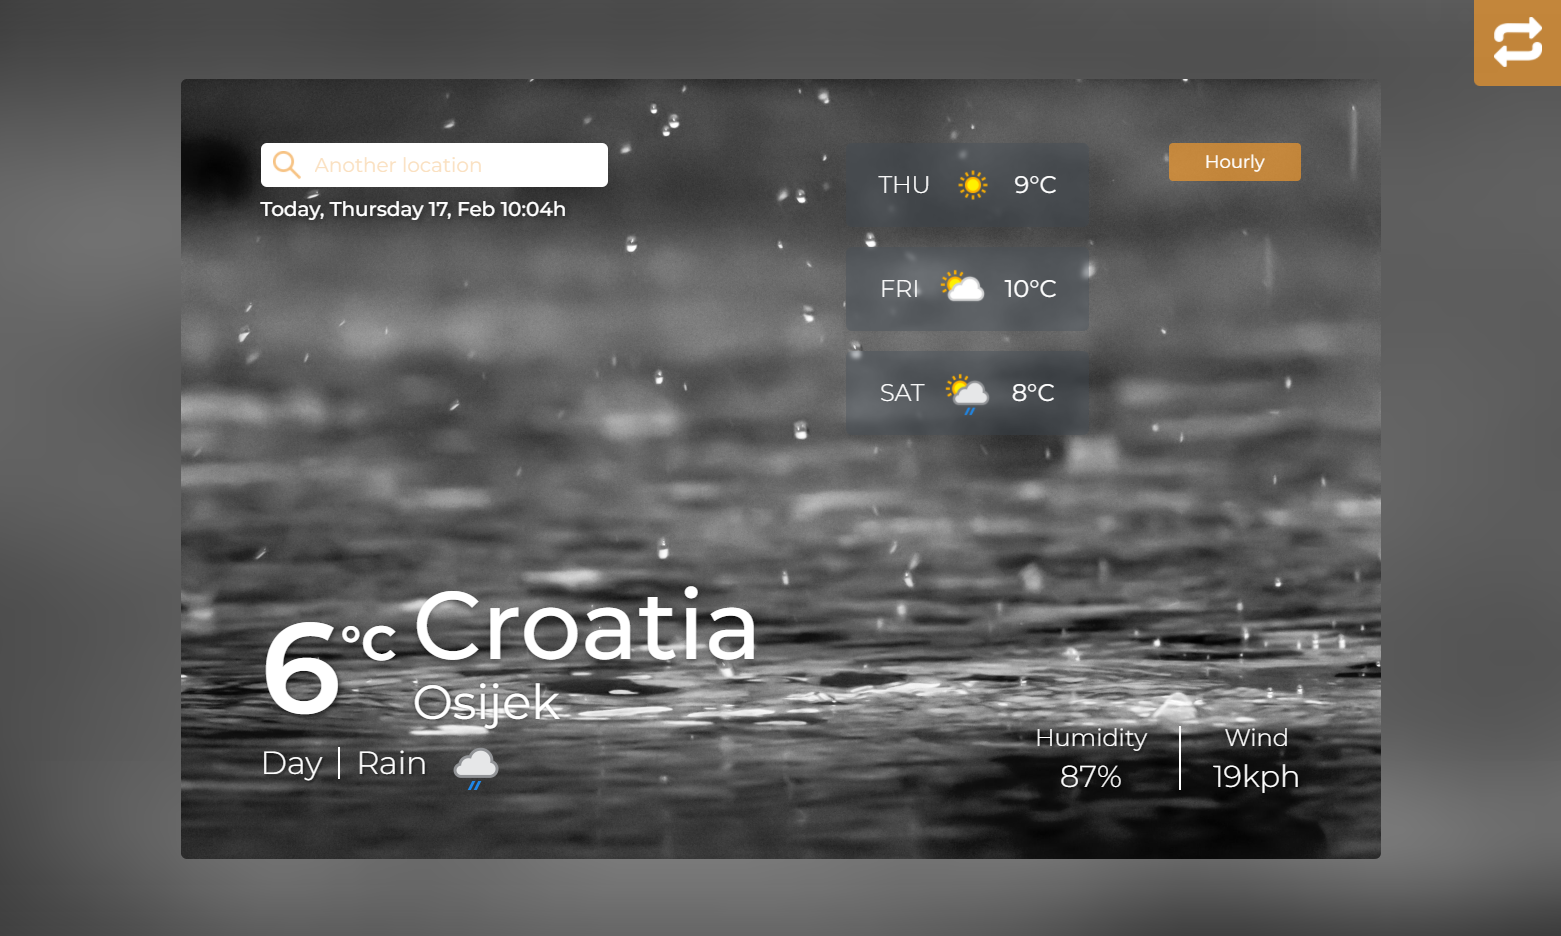 Another location
Today, Thursday 17, Feb 10:04h
THU 9°C
FRI 10°C
SAT 8°C
Hourly
6 °C Croatia
Osijek
Day | Rain
Humidity
87%
Wind
19kph